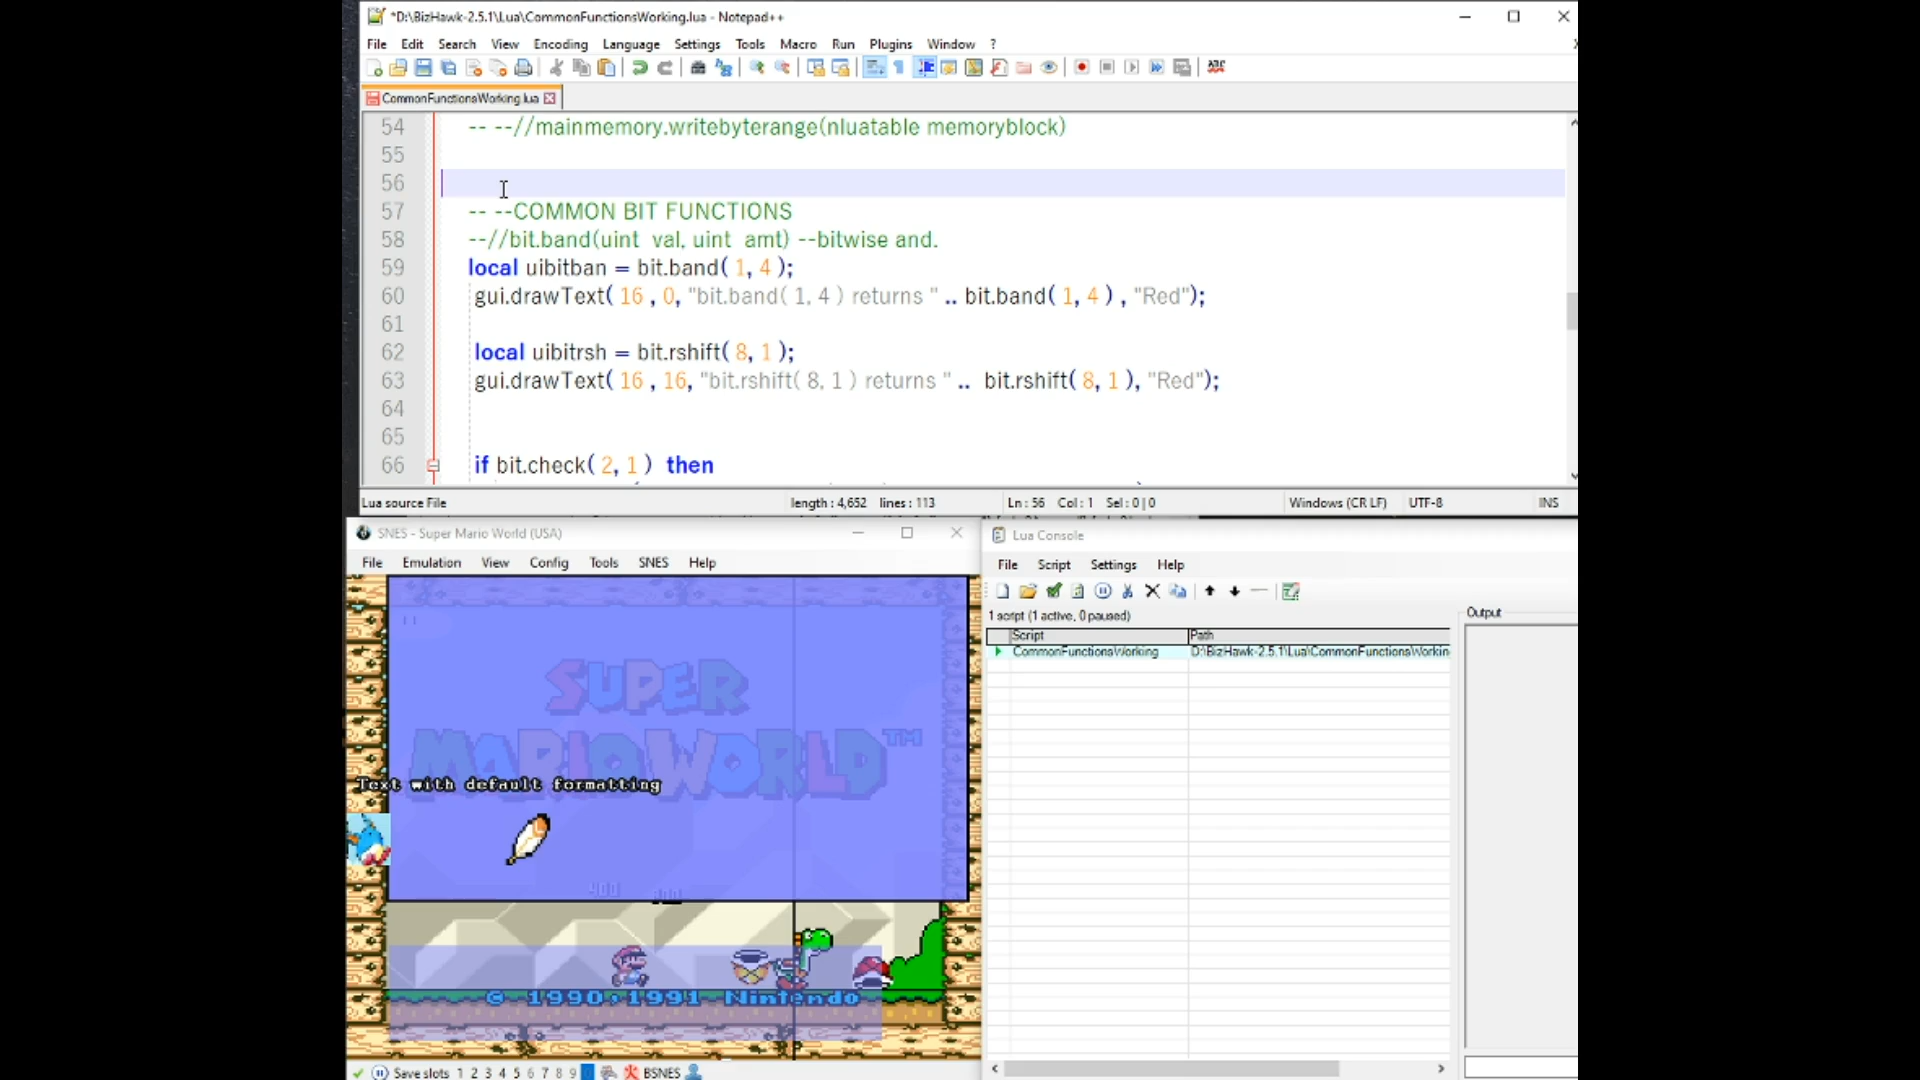 *D:\BizHawk-2.5.1\Lua\CommonFunctionsWorking.lua - Notepad++
File Edit Search View Encoding Language Settings Tools Macro Run Plugins Window ?
CommonFunctionsWorking.lua
54 -- --//mainmemory.writebyterange(nluatable memoryblock)
55
56
57 -- --COMMON BIT FUNCTIONS
58 --//bit.band(uint val, uint amt) --bitwise and.
59 local uibitban = bit.band( 1, 4 );
60 gui.drawText( 16 , 0, "bit.band( 1, 4 ) returns " .. bit.band( 1, 4 ) , "Red");
61
62 local uibitrsh = bit.rshift( 8, 1 );
63 gui.drawText( 16 , 16, "bit.rshift( 8, 1 ) returns " .. bit.rshift( 8, 1 ), "Red");
64
65
66 if bit.check( 2, 1 ) then
Lua source File length : 4,652 lines : 113 Ln : 56 Col : 1 Sel : 0 | 0 Windows (CR LF) UTF-8 INS
SNES - Super Mario World (USA)
File Emulation View Config Tools SNES Help
SUPER
MARIO WORLD™
Text with default formatting
© 1990,1991 Nintendo
Save slots 1 2 3 4 5 6 7 8 9 BSNES
Lua Console
File Script Settings Help
1 script (1 active, 0 paused)
Script Path
CommonFunctionsWorking D:\BizHawk-2.5.1\Lua\CommonFunctionsWorkin
Output